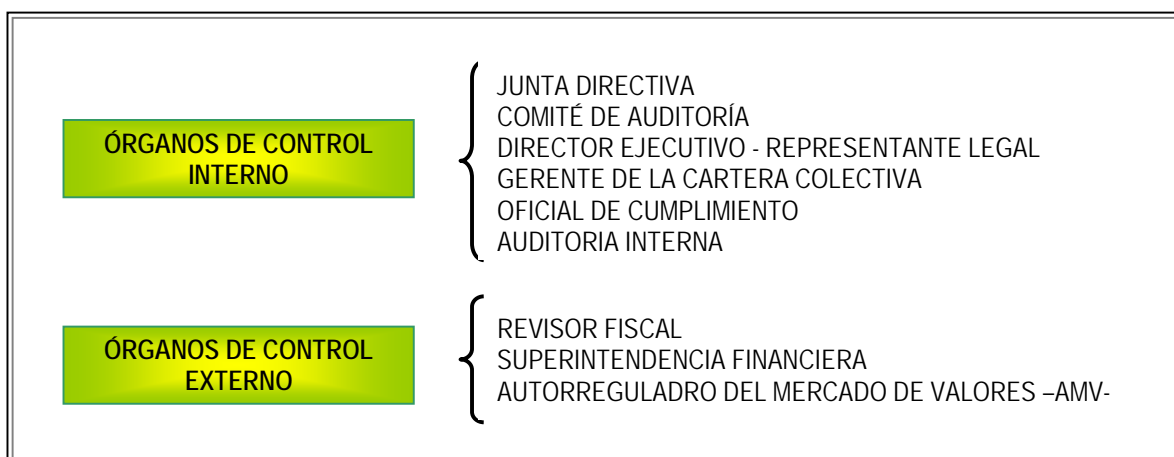 ÓRGANOS DE CONTROL
INTERNO
JUNTA DIRECTIVA
COMITÉ DE AUDITORÍA
DIRECTOR EJECUTIVO - REPRESENTANTE LEGAL
GERENTE DE LA CARTERA COLECTIVA
OFICIAL DE CUMPLIMIENTO
AUDITORIA INTERNA
ÓRGANOS DE CONTROL
EXTERNO
REVISOR FISCAL
SUPERINTENDENCIA FINANCIERA
AUTORREGULADRO DEL MERCADO DE VALORES –AMV-